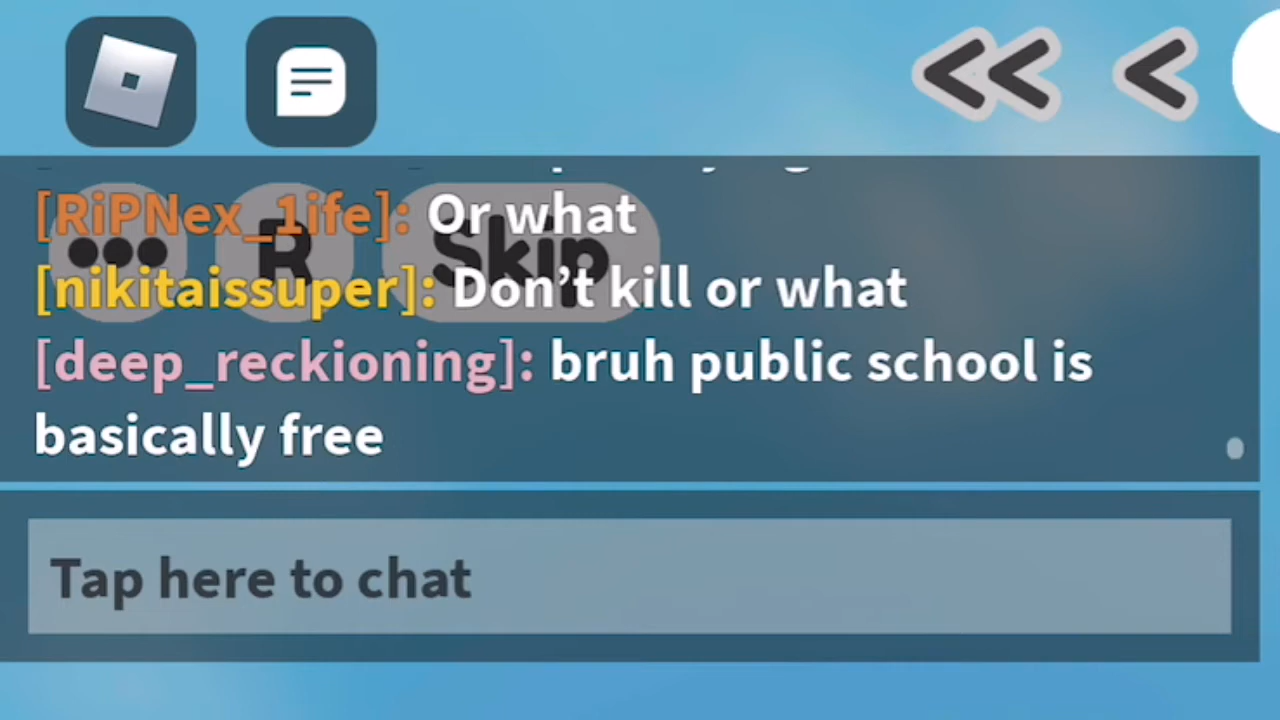 [RiPNex_1ife]: Or what
••• R Skip
[nikitaissuper]: Don’t kill or what
[deep_reckioning]: bruh public school is
basically free
Tap here to chat